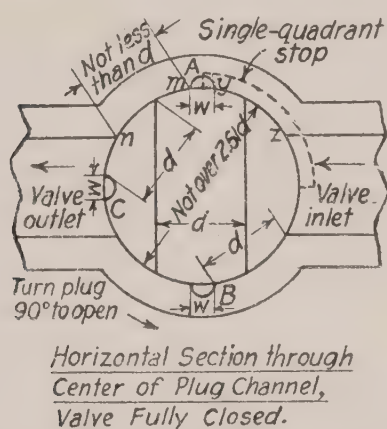 Not less
than d
Single-quadrant
stop
A
m
y
W
n
z
d
Not over 2.61d
Valve
outlet
W
C
d
d
Valve
inlet
Turn plug
90° to open
W
B
Horizontal Section through
Center of Plug Channel,
Valve Fully Closed.